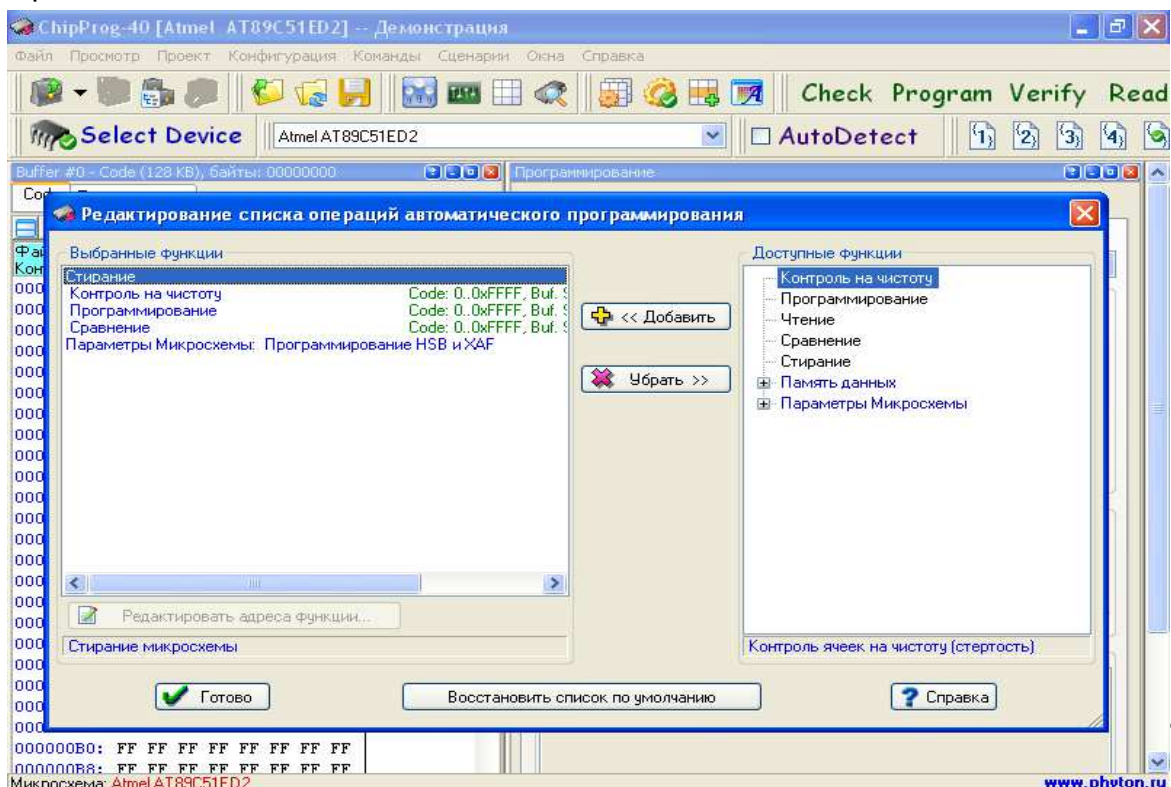 ChipProg-40 [Atmel AT89C51ED2] -- Демонстрация
Файл Просмотр Проект Конфигурация Команды Сценарии Окна Справка
Check Program Verify Read
Select Device Atmel AT89C51ED2 AutoDetect {1} {2} {3} {4}
Buffer #0 - Code (128 KB), байты: 00000000 Программирование
Редактирование списка операций автоматического программирования
Выбранные функции
Стирание
Контроль на чистоту Code: 0..0xFFFF, Buf.
Программирование Code: 0..0xFFFF, Buf.
Сравнение Code: 0..0xFFFF, Buf.
Параметры Микросхемы: Программирование HSB и XAF
<< Добавить
Убрать >>
Доступные функции
Контроль на чистоту
Программирование
Чтение
Сравнение
Стирание
Память данных
Параметры Микросхемы
Редактировать адреса функции...
Стирание микросхемы
Контроль ячеек на чистоту (стертость)
Готово
Восстановить список по умолчанию
Справка
000000B0: FF FF FF FF FF FF FF FF
000000B8: FF FF FF FF FF FF FF FF
Микросхема: Atmel AT89C51ED2 www.phyton.ru